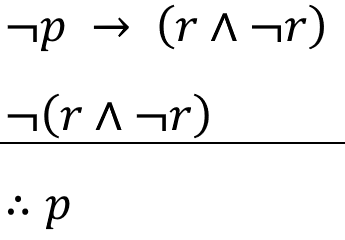 ¬p → (r ∧ ¬r)
¬(r ∧ ¬r)
∴ p